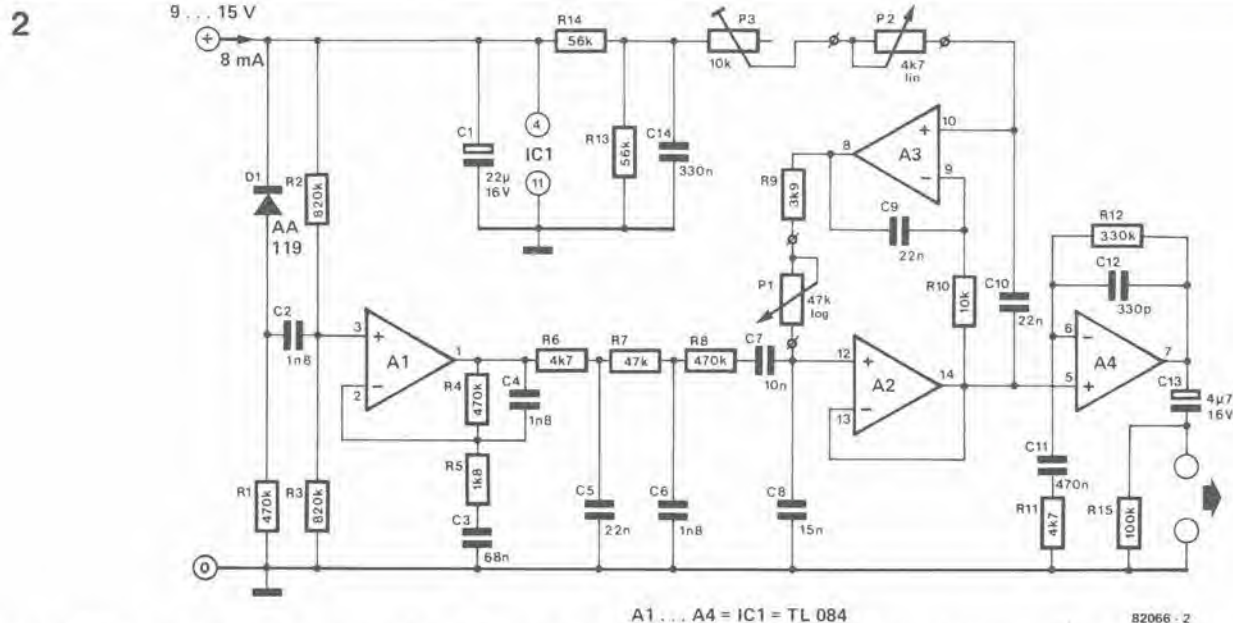 2
9 ... 15 V
+
8 mA
R14
56k
P3
10k
P2
4k7
lin
C1
22µ
16V
4
IC1
11
R13
56k
C14
330n
D1
AA
119
R2
820k
R9
3k9
8
A3
+
10
−
9
C9
22n
R12
330k
C12
330p
P1
47k
log
R10
10k
C10
22n
C2
1n8
3
+
A1
1
−
2
R4
470k
C4
1n8
R6
4k7
R7
47k
R8
470k
C7
10n
12
+
A2
14
−
13
6
−
A4
7
5
+
C13
4µ7
16V
R1
470k
R3
820k
R5
1k8
C3
68n
C5
22n
C6
1n8
C8
15n
C11
470n
R11
4k7
R15
100k
0
A1 ... A4 = IC1 = TL 084
82066 - 2